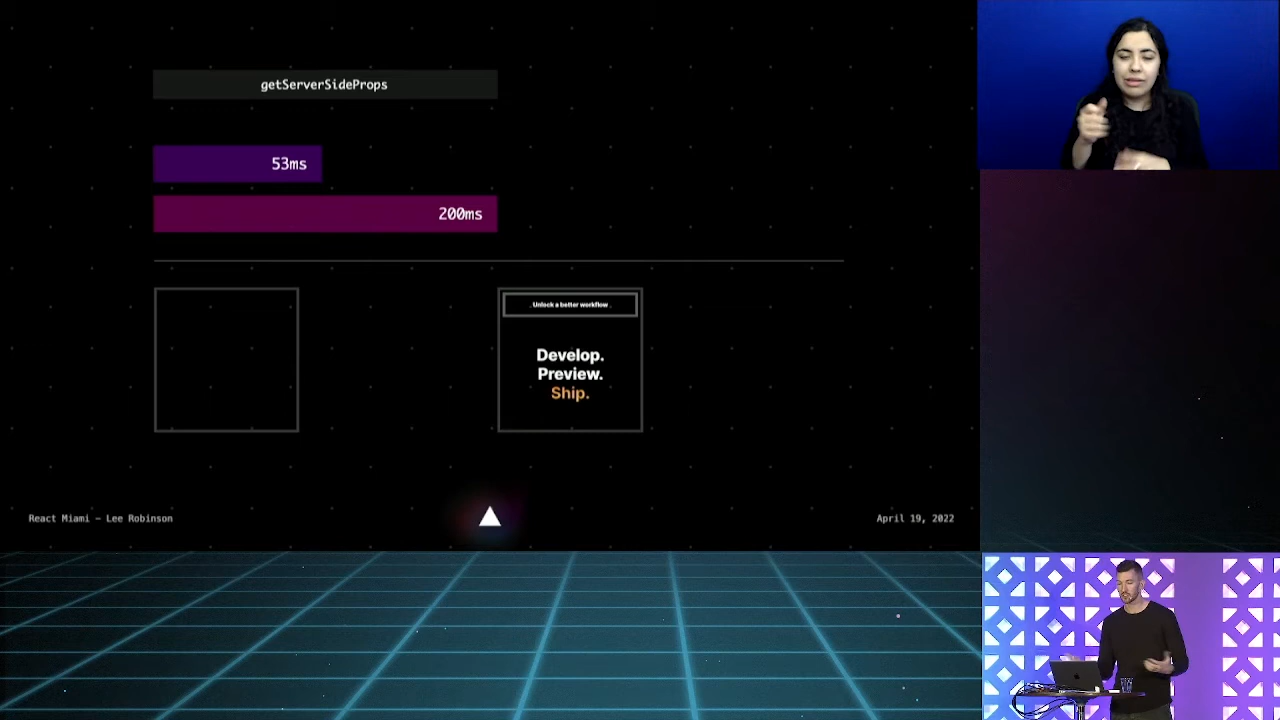 getServerSideProps
53ms
200ms
Unlock a better workflow
Develop.
Preview.
Ship.
React Miami – Lee Robinson
April 19, 2022